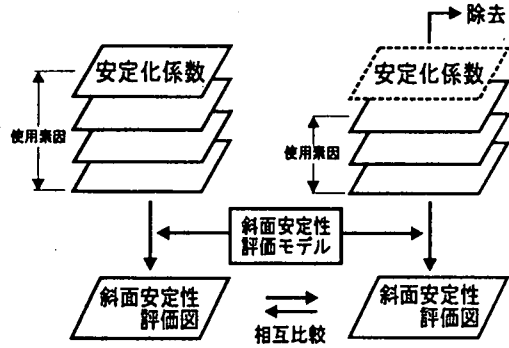 除去
安定化係数
安定化係数
使用素因
使用素因
斜面安定性
評価モデル
斜面安定性
評価図
斜面安定性
評価図
相互比較